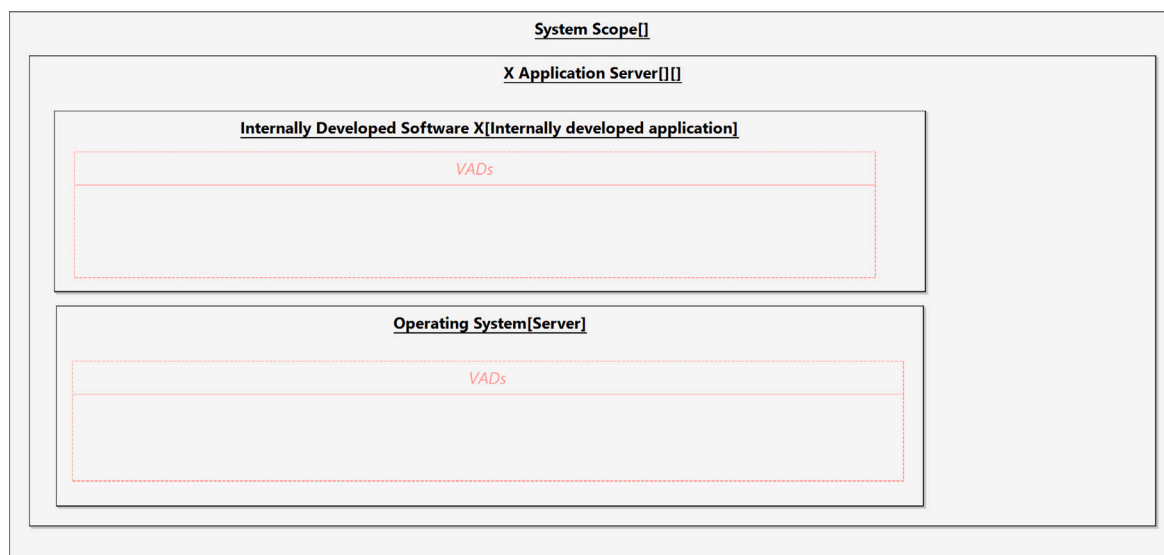 System Scope[]
X Application Server[][]
Internally Developed Software X[Internally developed application]
VADs
Operating System[Server]
VADs